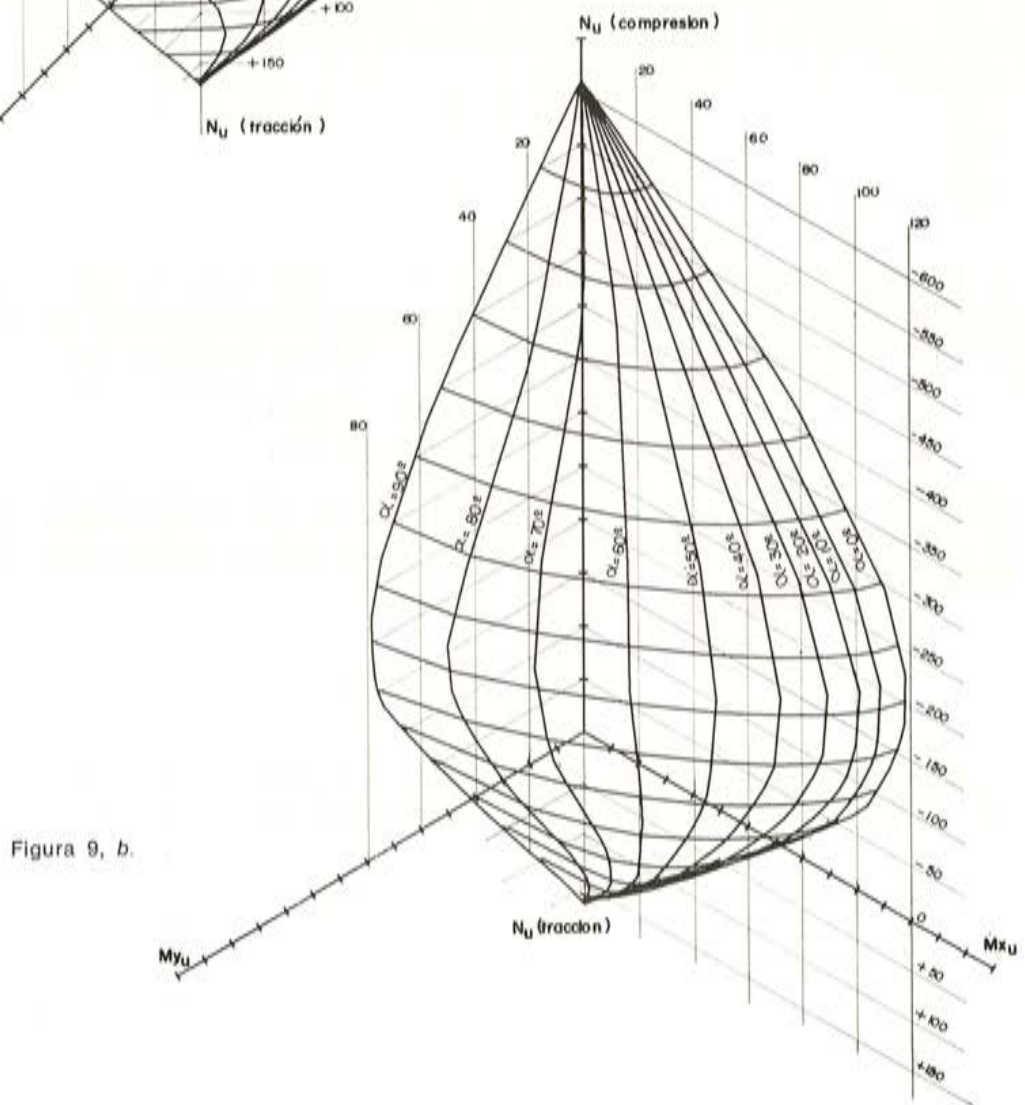 +100
+150
Nu (tracción)
Nu (compresion)
20
40
60
80
100
120
20
40
60
80
-600
-550
-500
-450
-400
-350
-300
-250
-200
-150
-100
-50
0
+50
+100
+150
α=90º
α=80º
α=70º
α=60º
α=50º
α=40º
α=30º
α=20º
α=10º
α=0º
Figura 9, b.
Nu (traccion)
Myu
Mxu